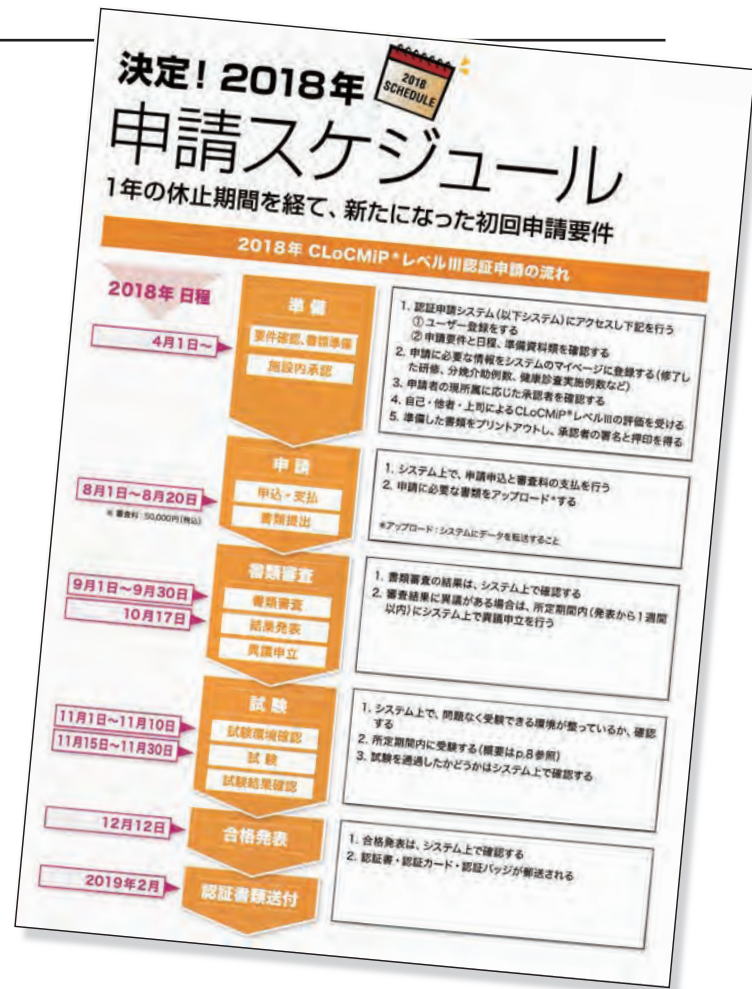 決定! 2018年
2018
SCHEDULE
申請スケジュール
1年の休止期間を経て、新たになった初回申請要件
2018年 CLoCMiP*レベルIII認証申請の流れ
2018年 日程
4月1日~
準備
要件確認、書類準備
施設内承認
1. 認証申請システム(以下システム)にアクセスし下記を行う
① ユーザー登録をする
② 申請要件と日程、準備資料類を確認する
2. 申請に必要な情報をシステムのマイページに登録する(修了し
た研修、分娩介助例数、健康診査実施例数など)
3. 申請者の現所属に応じた承認者を確認する
4. 自己・他者・上司によるCLoCMiP*レベルIIIの評価を受ける
5. 準備した書類をプリントアウトし、承認者の署名と押印を得る
8月1日~8月20日
※ 審査料:50,000円(税込)
申請
申込・支払
書類提出
1. システム上で、申請申込と審査料の支払を行う
2. 申請に必要な書類をアップロード*する
*アップロード:システムにデータを転送すること
9月1日~9月30日
10月17日
書類審査
書類審査
結果発表
異議申立
1. 書類審査の結果は、システム上で確認する
2. 審査結果に異議がある場合は、所定期間内(発表から1週間
以内)にシステム上で異議申立を行う
11月1日~11月10日
11月15日~11月30日
試験
試験環境確認
試験
試験結果確認
1. システム上で、問題なく受験できる環境が整っているか、確認
する
2. 所定期間内に受験する(概要はp.8参照)
3. 試験を通過したかどうかはシステム上で確認する
12月12日
合格発表
2019年2月
認証書類送付
1. 合格発表は、システム上で確認する
2. 認証書・認証カード・認証バッジが郵送される